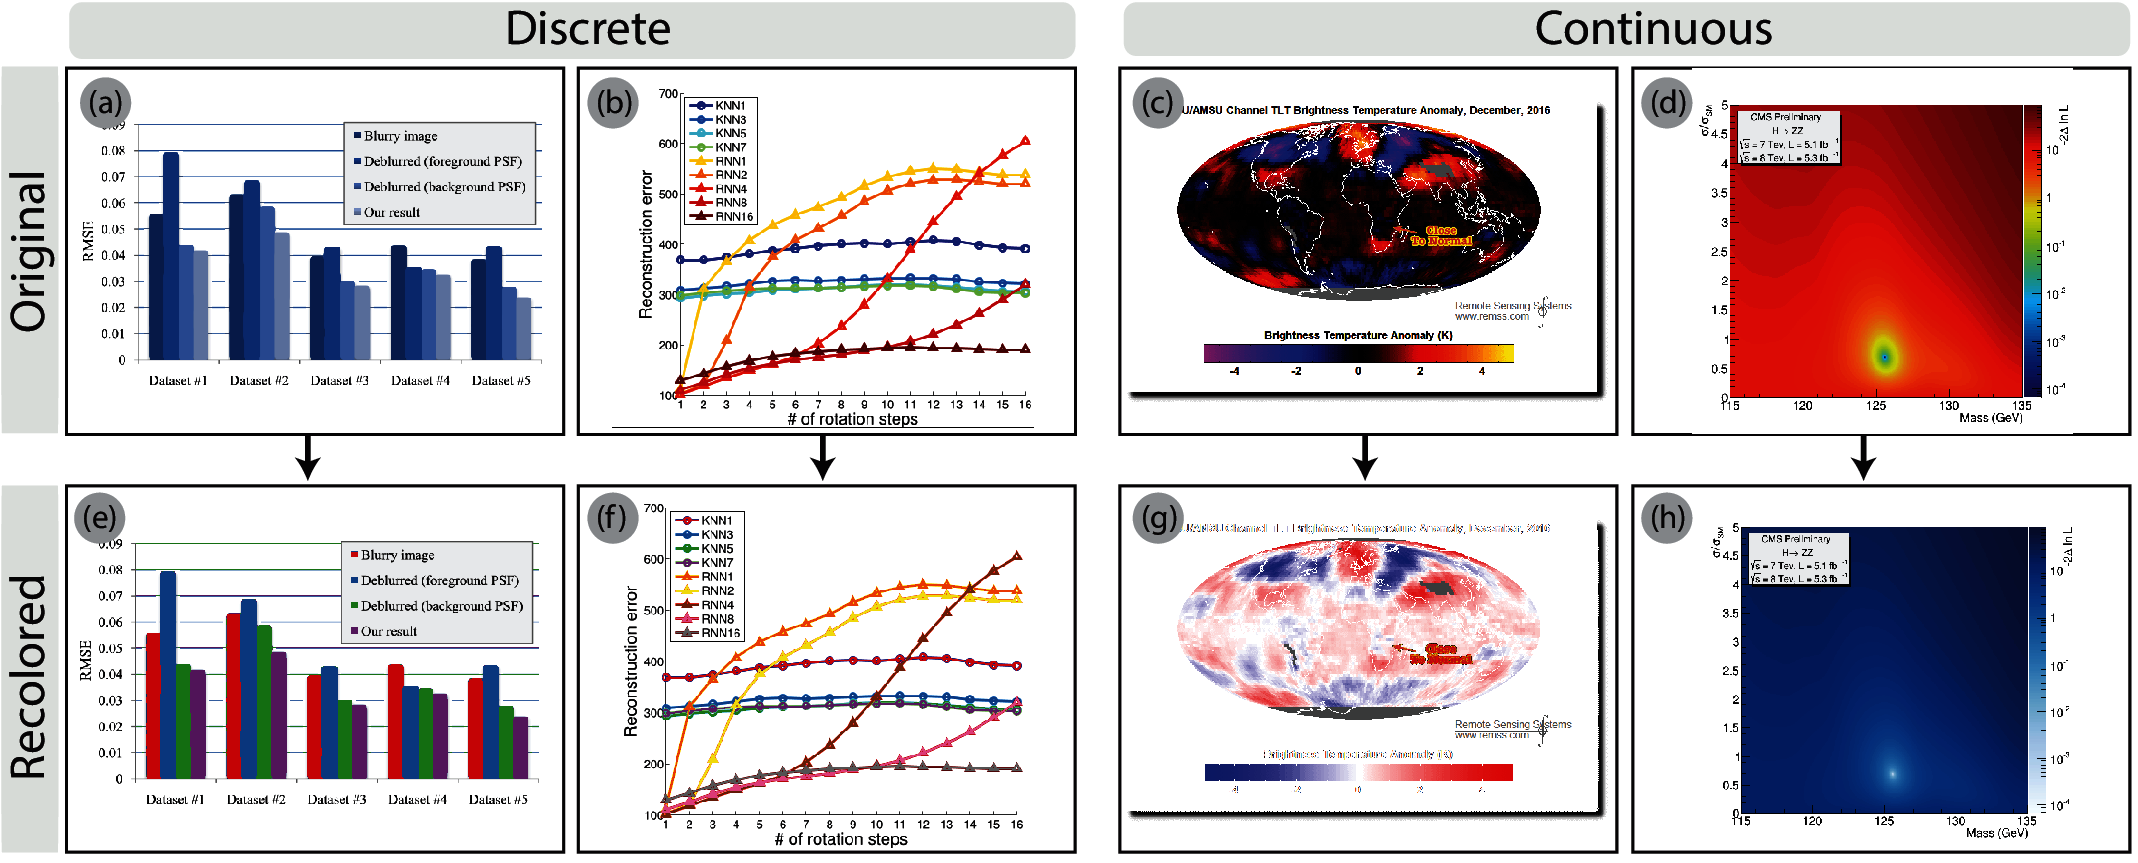 Discrete
Continuous
Original
Recolored
(a)
0.09
0.08
0.07
0.06
0.05
0.04
0.03
0.02
0.01
0
RMSE
Blurry image
Deblurred (foreground PSF)
Deblurred (background PSF)
Our result
Dataset #1 Dataset #2 Dataset #3 Dataset #4 Dataset #5
(b)
700
600
500
400
300
200
100
Reconstruction error
KNN1
KNN3
KNN5
KNN7
RNN1
RNN2
RNN4
RNN8
RNN16
1 2 3 4 5 6 7 8 9 10 11 12 13 14 15 16
# of rotation steps
(c)
U/AMSU Channel TLT Brightness Temperature Anomaly, December, 2016
Close
To Normal
Remote Sensing Systems
www.remss.com
Brightness Temperature Anomaly (K)
-4 -2 0 2 4
(d)
σ/σSM
5
4.5
4
3.5
3
2.5
2
1.5
1
0.5
0
CMS Preliminary
H → ZZ
√s = 7 Tev, L = 5.1 fb⁻¹
√s = 8 Tev, L = 5.3 fb⁻¹
-2Δ ln L
10
1
10⁻¹
10⁻²
10⁻³
10⁻⁴
115 120 125 130 135
Mass (GeV)
(e)
0.09
0.08
0.07
0.06
0.05
0.04
0.03
0.02
0.01
0
RMSE
Blurry image
Deblurred (foreground PSF)
Deblurred (background PSF)
Our result
Dataset #1 Dataset #2 Dataset #3 Dataset #4 Dataset #5
(f)
700
600
500
400
300
200
100
Reconstruction error
KNN1
KNN3
KNN5
KNN7
RNN1
RNN2
RNN4
RNN8
RNN16
1 2 3 4 5 6 7 8 9 10 11 12 13 14 15 16
# of rotation steps
(g)
U/AMSU Channel TLT Brightness Temperature Anomaly, December, 2016
Close
To Normal
Remote Sensing Systems
www.remss.com
Brightness Temperature Anomaly (K)
-4 -2 0 2 4
(h)
σ/σSM
5
4.5
4
3.5
3
2.5
2
1.5
1
0.5
0
CMS Preliminary
H → ZZ
√s = 7 Tev, L = 5.1 fb⁻¹
√s = 8 Tev, L = 5.3 fb⁻¹
-2Δ ln L
10
1
10⁻¹
10⁻²
10⁻³
10⁻⁴
115 120 125 130 135
Mass (GeV)